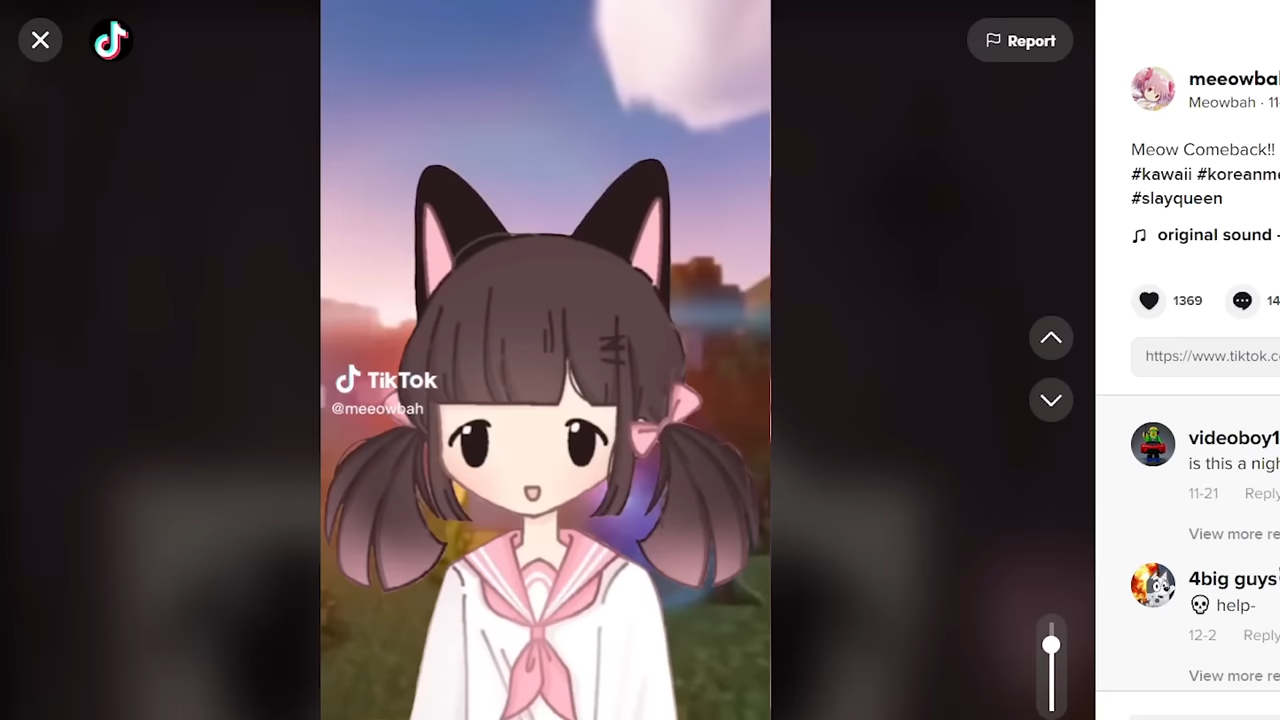 Report
meeowbah
Meowbah · 11
Meow Comeback!!
#kawaii #koreanm
#slayqueen
original sound -
1369
14
https://www.tiktok.c
TikTok
@meeowbah
videoboy1
is this a nigh
11-21 Reply
View more re
4big guys
💀 help-
12-2 Reply
View more re